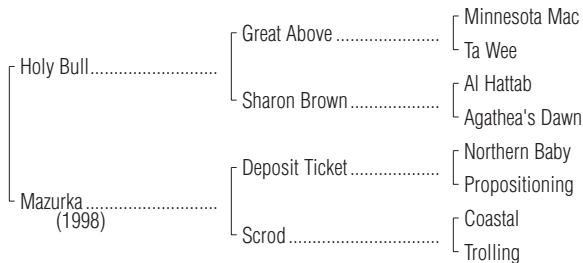 Minnesota Mac
Great Above
Ta Wee
Holy Bull
Al Hattab
Sharon Brown
Agathea's Dawn
Northern Baby
Deposit Ticket
Propositioning
Mazurka
(1998)
Coastal
Scrod
Trolling